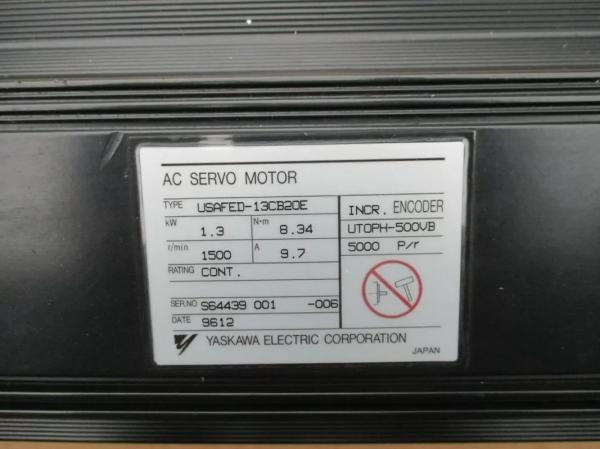 AC SERVO MOTOR
TYPE USAFED-13CB20E
kW 1.3 N·m 8.34
r/min 1500 A 9.7
RATING CONT.
SER.NO S64439 001 -006
DATE 9612
INCR. ENCODER
UTOPH-500VB
5000 P/r
YASKAWA ELECTRIC CORPORATION
JAPAN